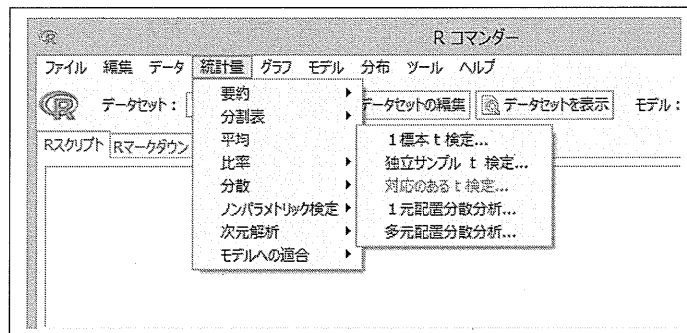 R コマンダー
ファイル 編集 データ 統計量 グラフ モデル 分布 ツール ヘルプ
データセット: データセットの編集 データセットを表示 モデル:
Rスクリプト Rマークダウン
要約
分割表
平均
比率
分散
ノンパラメトリック検定
次元解析
モデルへの適合
1標本 t 検定...
独立サンプル t 検定...
対応のある t 検定...
1元配置分散分析...
多元配置分散分析...